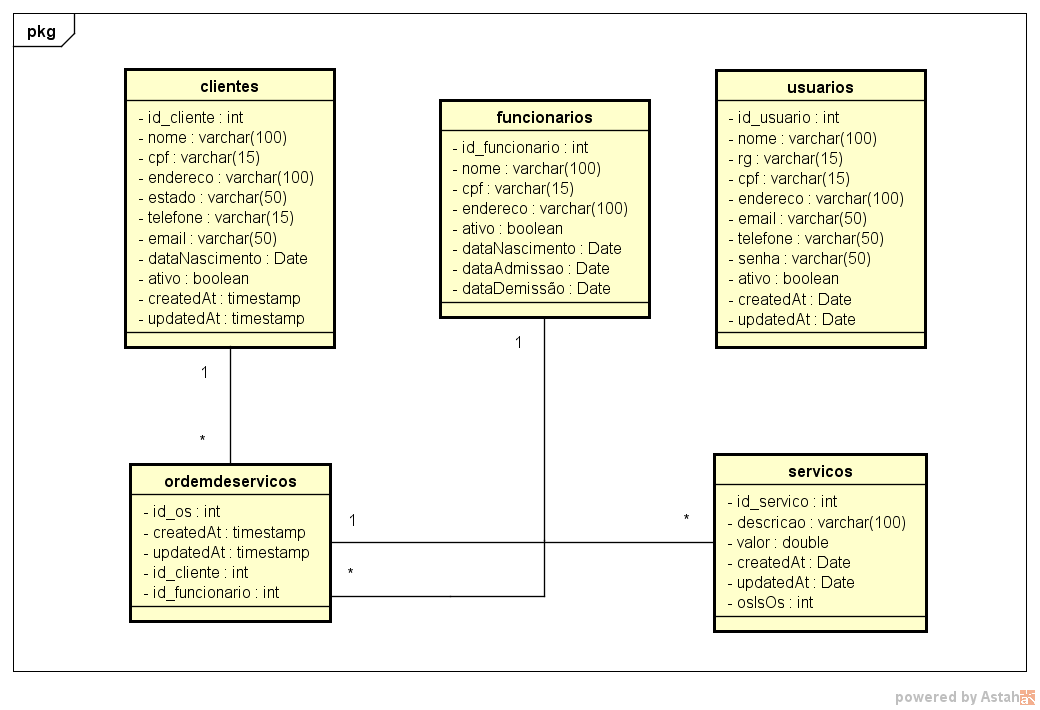 pkg
clientes
- id_cliente : int
- nome : varchar(100)
- cpf : varchar(15)
- endereco : varchar(100)
- estado : varchar(50)
- telefone : varchar(15)
- email : varchar(50)
- dataNascimento : Date
- ativo : boolean
- createdAt : timestamp
- updatedAt : timestamp
funcionarios
- id_funcionario : int
- nome : varchar(100)
- cpf : varchar(15)
- endereco : varchar(100)
- ativo : boolean
- dataNascimento : Date
- dataAdmissao : Date
- dataDemissão : Date
usuarios
- id_usuario : int
- nome : varchar(100)
- rg : varchar(15)
- cpf : varchar(15)
- endereco : varchar(100)
- email : varchar(50)
- telefone : varchar(50)
- senha : varchar(50)
- ativo : boolean
- createdAt : Date
- updatedAt : Date
1
1
*
ordemdeservicos
- id_os : int
- createdAt : timestamp
- updatedAt : timestamp
- id_cliente : int
- id_funcionario : int
1
*
*
servicos
- id_servico : int
- descricao : varchar(100)
- valor : double
- createdAt : Date
- updatedAt : Date
- osIsOs : int
powered by Astah